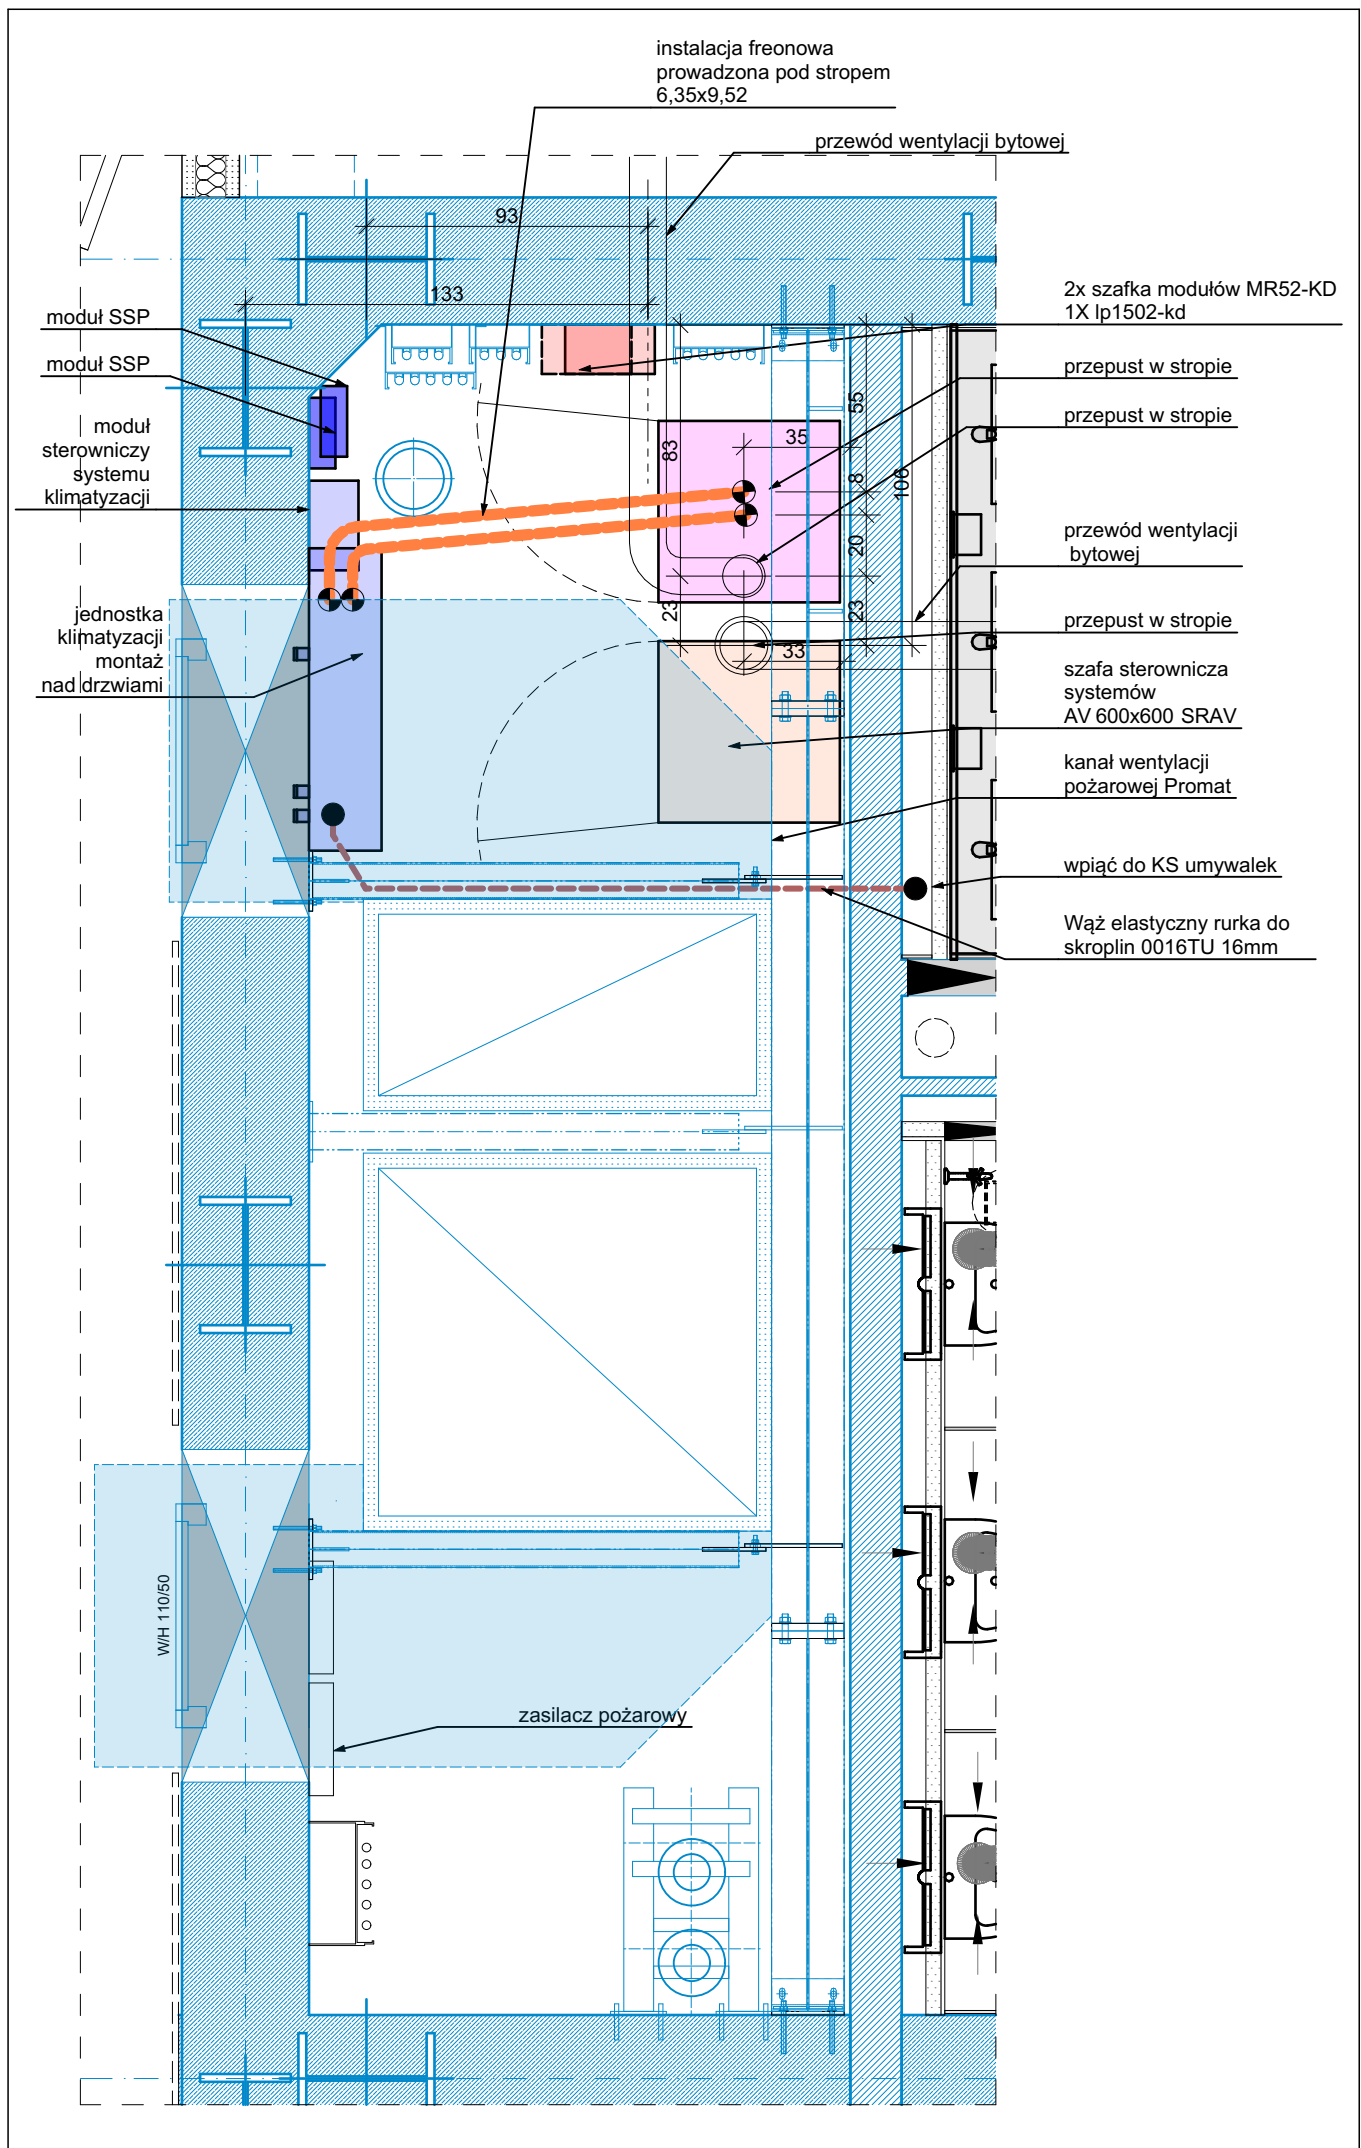 instalacja freonowa
prowadzona pod stropem
6,35x9,52
przewód wentylacji bytowej
93
133
2x szafka modułów MR52-KD
1X lp1502-kd
moduł SSP
moduł SSP
przepust w stropie
przepust w stropie
moduł
sterowniczy
systemu
klimatyzacji
55
35
83
8
106
20
23
23
33
przewód wentylacji
bytowej
przepust w stropie
jednostka
klimatyzacji
montaż
nad drzwiami
szafa sterownicza
systemów
AV 600x600 SRAV
kanał wentylacji
pożarowej Promat
wpiąć do KS umywalek
Wąż elastyczny rurka do
skroplin 0016TU 16mm
W/H 110/50
zasilacz pożarowy